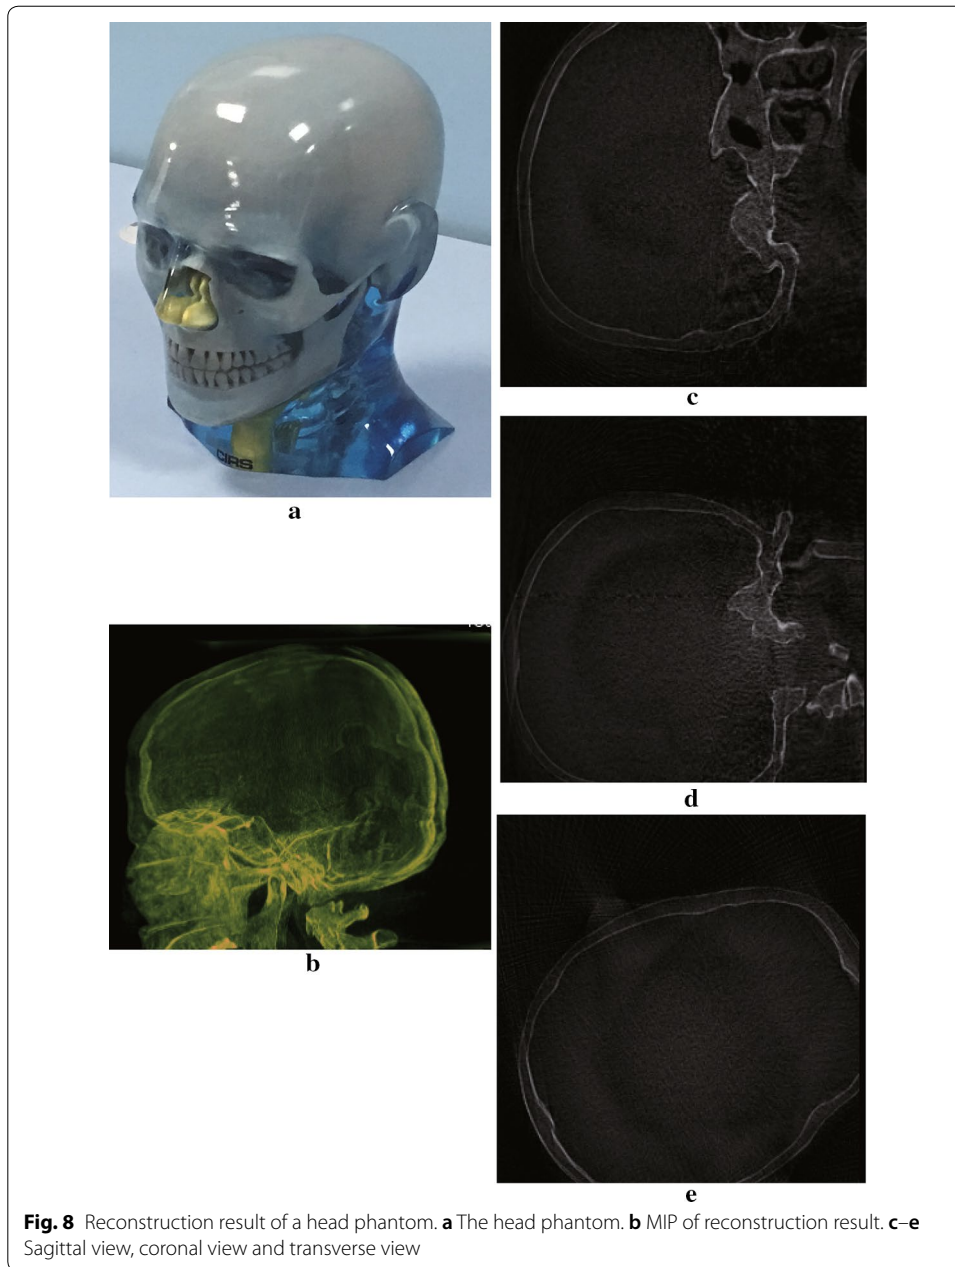 CIRS
a
b
c
d
e
Fig. 8 Reconstruction result of a head phantom. a The head phantom. b MIP of reconstruction result. c–e
Sagittal view, coronal view and transverse view